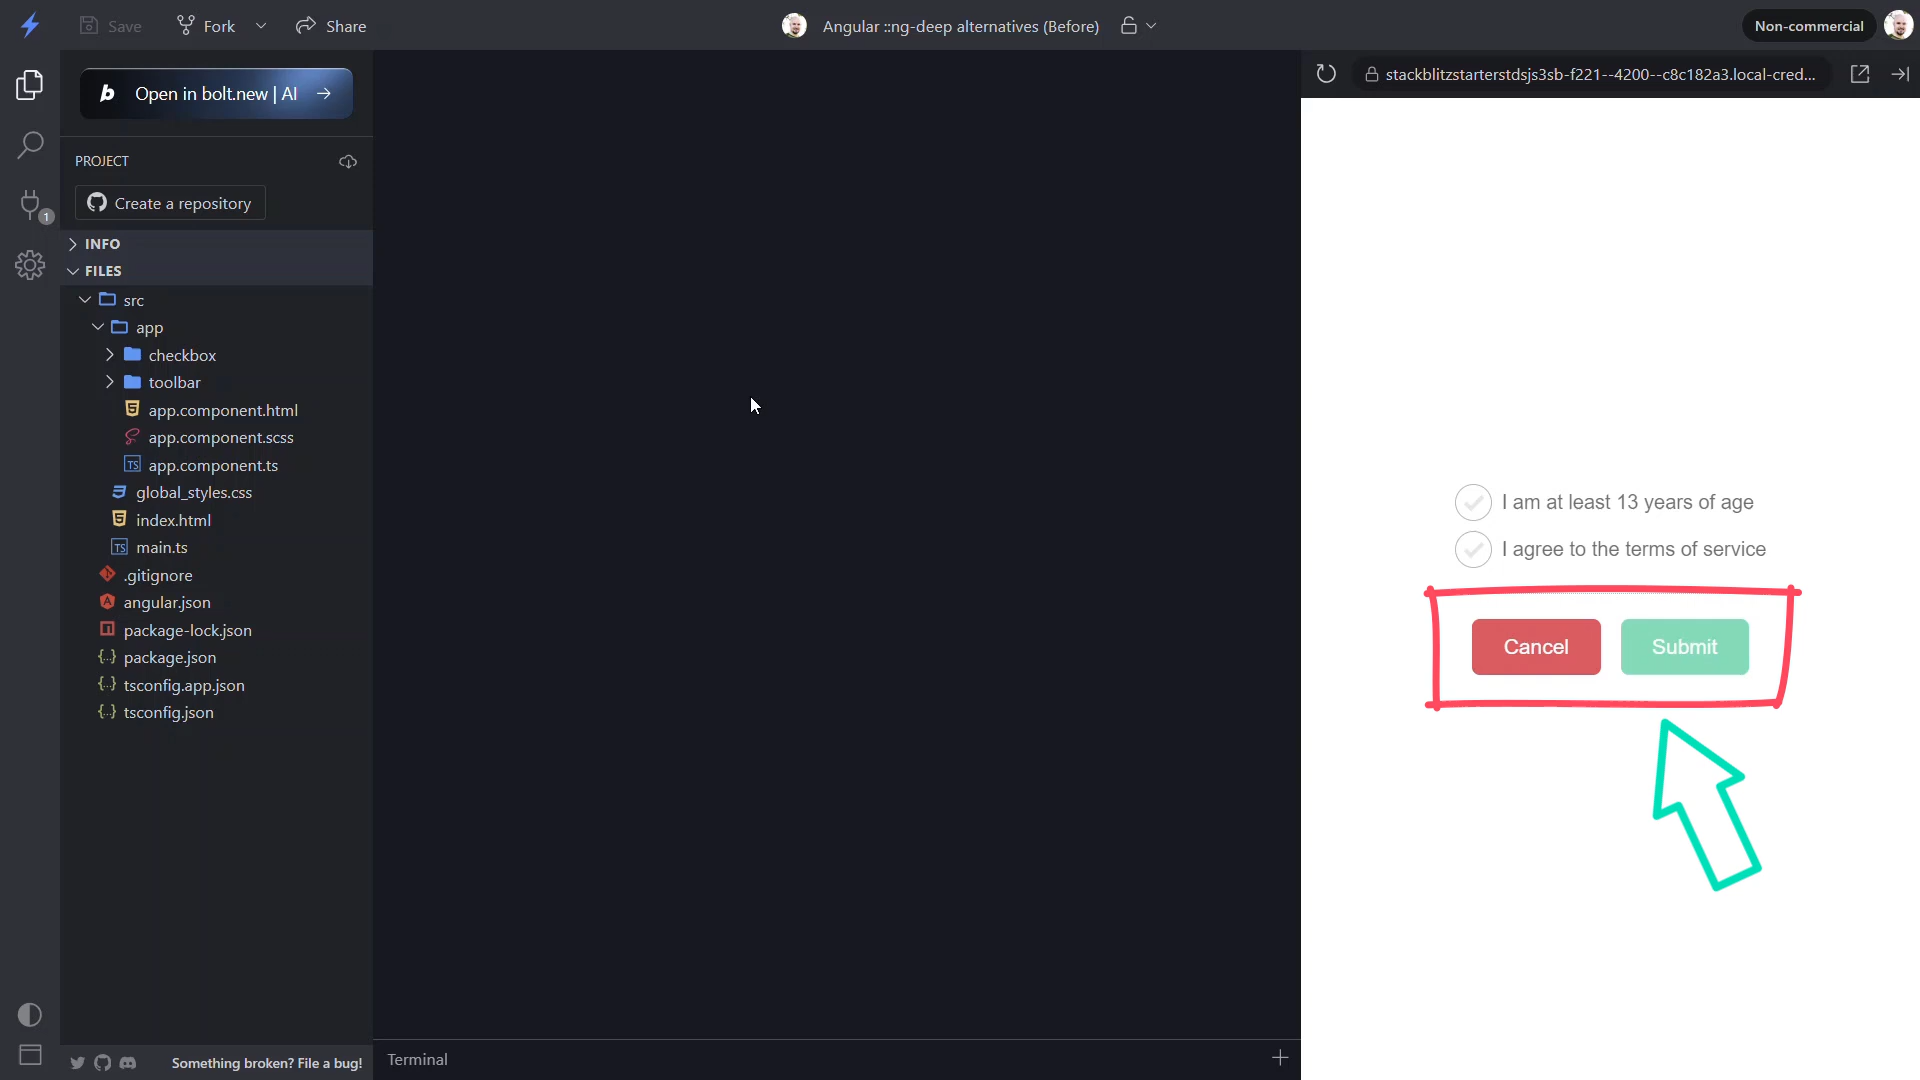 Save
Fork
Share
Angular ::ng-deep alternatives (Before)
Non-commercial
b Open in bolt.new | AI
stackblitzstarterstdsjs3sb-f221--4200--c8c182a3.local-cred...
PROJECT
Create a repository
1
INFO
FILES
src
app
checkbox
toolbar
app.component.html
app.component.scss
TS app.component.ts
global_styles.css
index.html
TS main.ts
.gitignore
angular.json
package-lock.json
{..} package.json
{..} tsconfig.app.json
{..} tsconfig.json
I am at least 13 years of age
I agree to the terms of service
Cancel
Submit
Something broken? File a bug!
Terminal